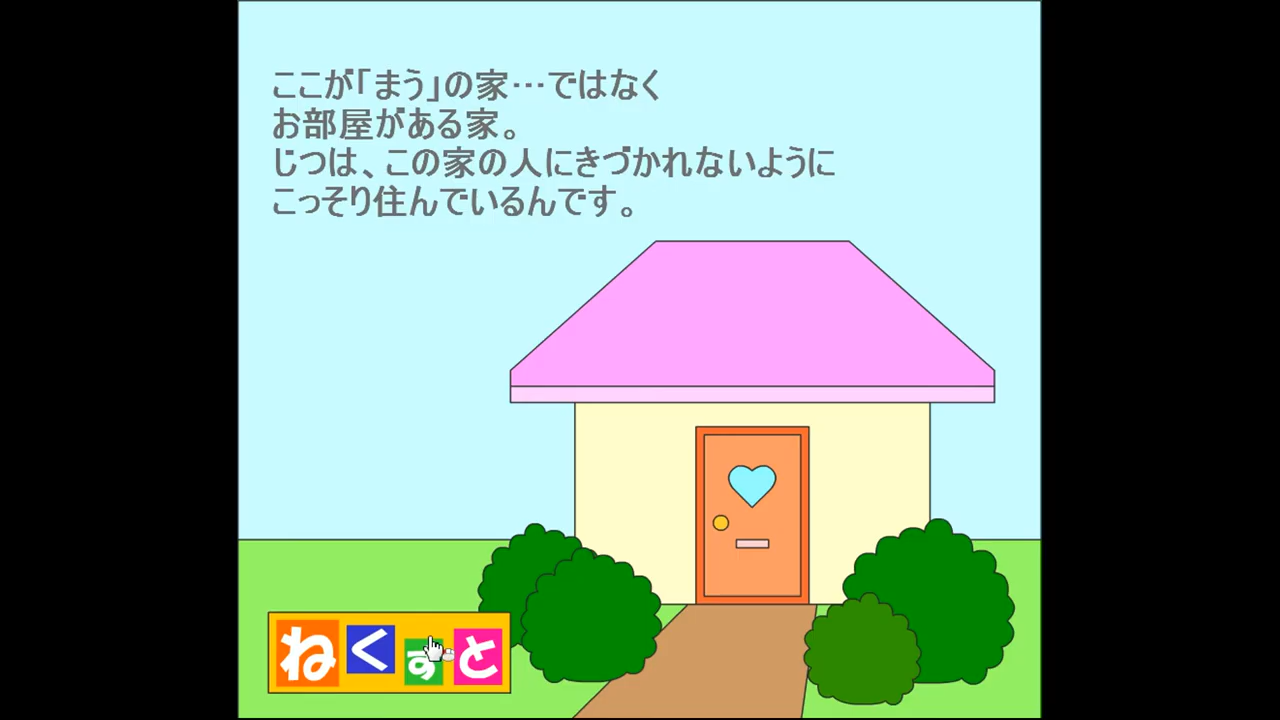 ここが「まう」の家…ではなく
お部屋がある家。
じつは、この家の人にきづかれないように
こっそり住んでいるんです。
ねくすと